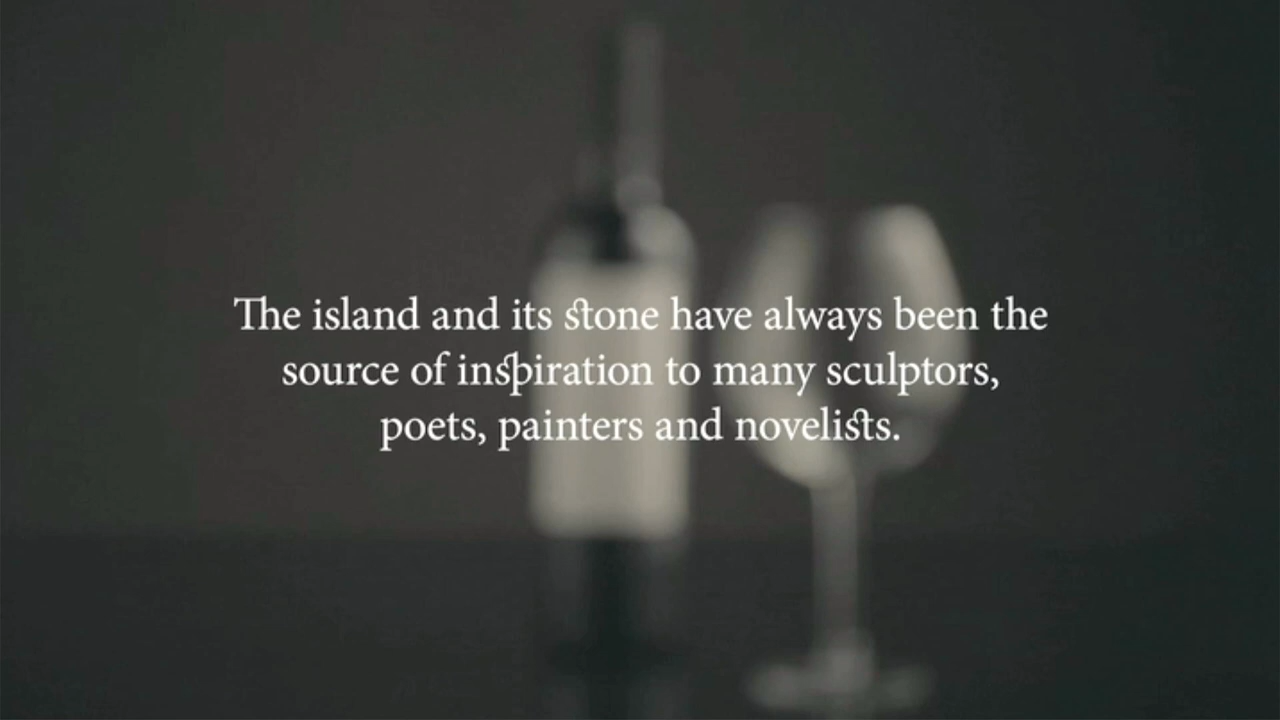 The island and its stone have always been the
source of inspiration to many sculptors,
poets, painters and novelists.